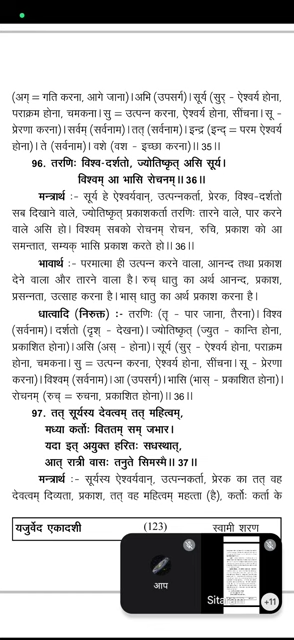 (अग् = गति करना, आगे जाना)।अभि (उपसर्ग)।सूर्य (सुर् - ऐश्वर्य होना,
पराक्रम होना, चमकना।सु = उत्पन्न करना, ऐश्वर्य होना, सींचना।सू -
प्रेरणा करना)।सर्वम् (सर्वनाम)।तत् (सर्वनाम)।इन्द्र (इन्द् = परम ऐश्वर्य
होना)।ते (सर्वनाम)।वशे (वश - इच्छा करना)॥35॥
96. तरणिः विश्व-दर्शतो, ज्योतिष्कृत् असि सूर्य।
विश्वम् आ भासि रोचनम्॥36॥
मन्त्रार्थ :- सूर्य हे ऐश्वर्यवान्, उत्पन्नकर्ता, प्रेरक, विश्व-दर्शतो
सब दिखाने वाले, ज्योतिष्कृत् प्रकाशकर्ता तरणिः तारने वाले, पार करने
वाले असि हो। विश्वम् सबको रोचनम् रोचन, रुचि, प्रकाश को आ
समन्तात, सम्यक् भासि प्रकाश करते हो॥36॥
भावार्थ :- परमात्मा ही उत्पन्न करने वाला, आनन्द तथा प्रकाश
देने वाला और तारने वाला है। रुच् धातु का अर्थ आनन्द, प्रकाश,
प्रसन्नता, उत्साह करना है।भास् धातु का अर्थ प्रकाश करना है।
धात्वादि (निरुक्त) :- तरणिः (तृ - पार जाना, तैरना)।विश्व
(सर्वनाम)।दर्शतो (दृश् - देखना)।ज्योतिष्कृत् (ज्युत - कान्ति होना,
प्रकाशित होना)।असि (अस् - होना)।सूर्य (सुर् - ऐश्वर्य होना, पराक्रम
होना, चमकना। सु = उत्पन्न करना, ऐश्वर्य होना, सींचना।सू - प्रेरणा
करना)।विश्वम् (सर्वनाम)।आ (उपसर्ग)।भासि (भास् - प्रकाशित होना)।
रोचनम् (रुच् = रुचना, प्रकाशित होना)॥36॥
97. तत् सूर्यस्य देवत्वम् तत् महित्वम्,
मध्या कर्तोः विततम् सम् जभार।
यदा इत् अयुक्त हरितः सधस्थात्,
आत् रात्री वासः तनुते सिमस्मै॥37॥
मन्त्रार्थ :- सूर्यस्य ऐश्वर्यवान्, उत्पन्नकर्ता, प्रेरक का तत् वह
देवत्वम् दिव्यता, प्रकाश, तत् वह महित्वम् महत्ता (है), कर्तोः कर्ता के
यजुर्वेद एकादशी (123) स्वामी शरण
आप
Sita
+11